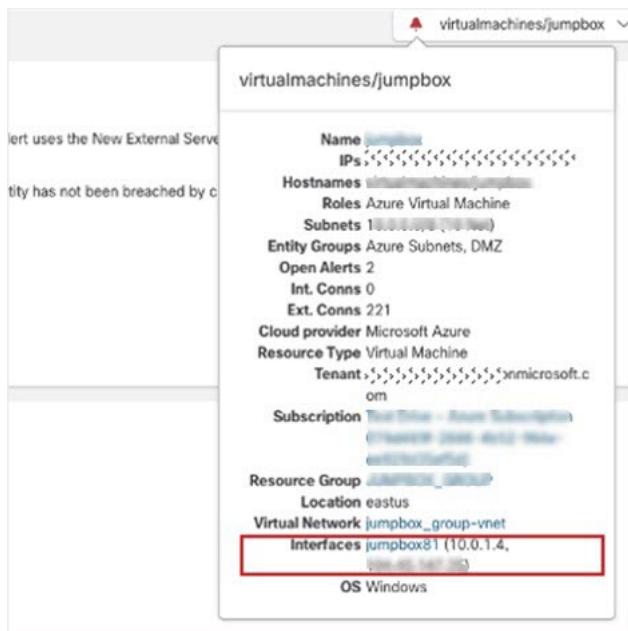 virtualmachines/jumpbox
virtualmachines/jumpbox
lert uses the New External Serve
tity has not been breached by c
Name
IPs
Hostnames
Roles Azure Virtual Machine
Subnets
Entity Groups Azure Subnets, DMZ
Open Alerts 2
Int. Conns 0
Ext. Conns 221
Cloud provider Microsoft Azure
Resource Type Virtual Machine
Tenant onmicrosoft.c
om
Subscription
Resource Group
Location eastus
Virtual Network jumpbox_group-vnet
Interfaces jumpbox81 (10.0.1.4,
OS Windows